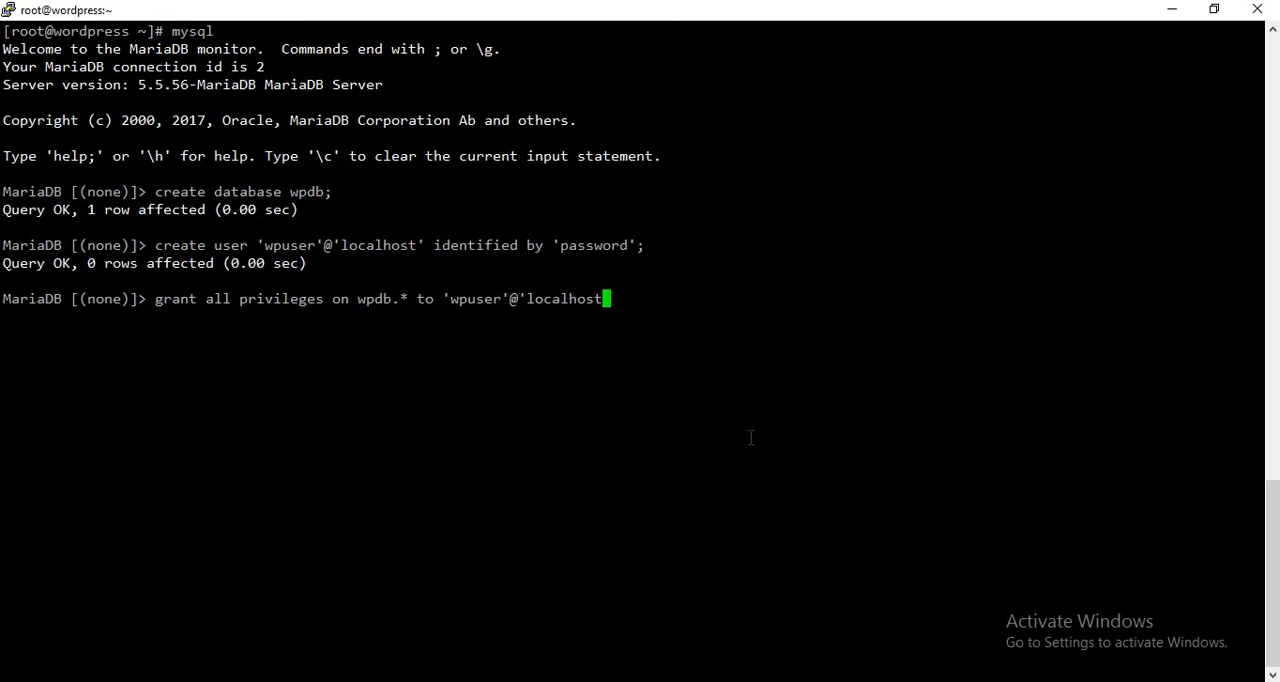 root@wordpress:~
[root@wordpress ~]# mysql
Welcome to the MariaDB monitor.  Commands end with ; or \g.
Your MariaDB connection id is 2
Server version: 5.5.56-MariaDB MariaDB Server
Copyright (c) 2000, 2017, Oracle, MariaDB Corporation Ab and others.
Type 'help;' or '\h' for help. Type '\c' to clear the current input statement.
MariaDB [(none)]> create database wpdb;
Query OK, 1 row affected (0.00 sec)
MariaDB [(none)]> create user 'wpuser'@'localhost' identified by 'password';
Query OK, 0 rows affected (0.00 sec)
MariaDB [(none)]> grant all privileges on wpdb.* to 'wpuser'@'localhost
Activate Windows
Go to Settings to activate Windows.